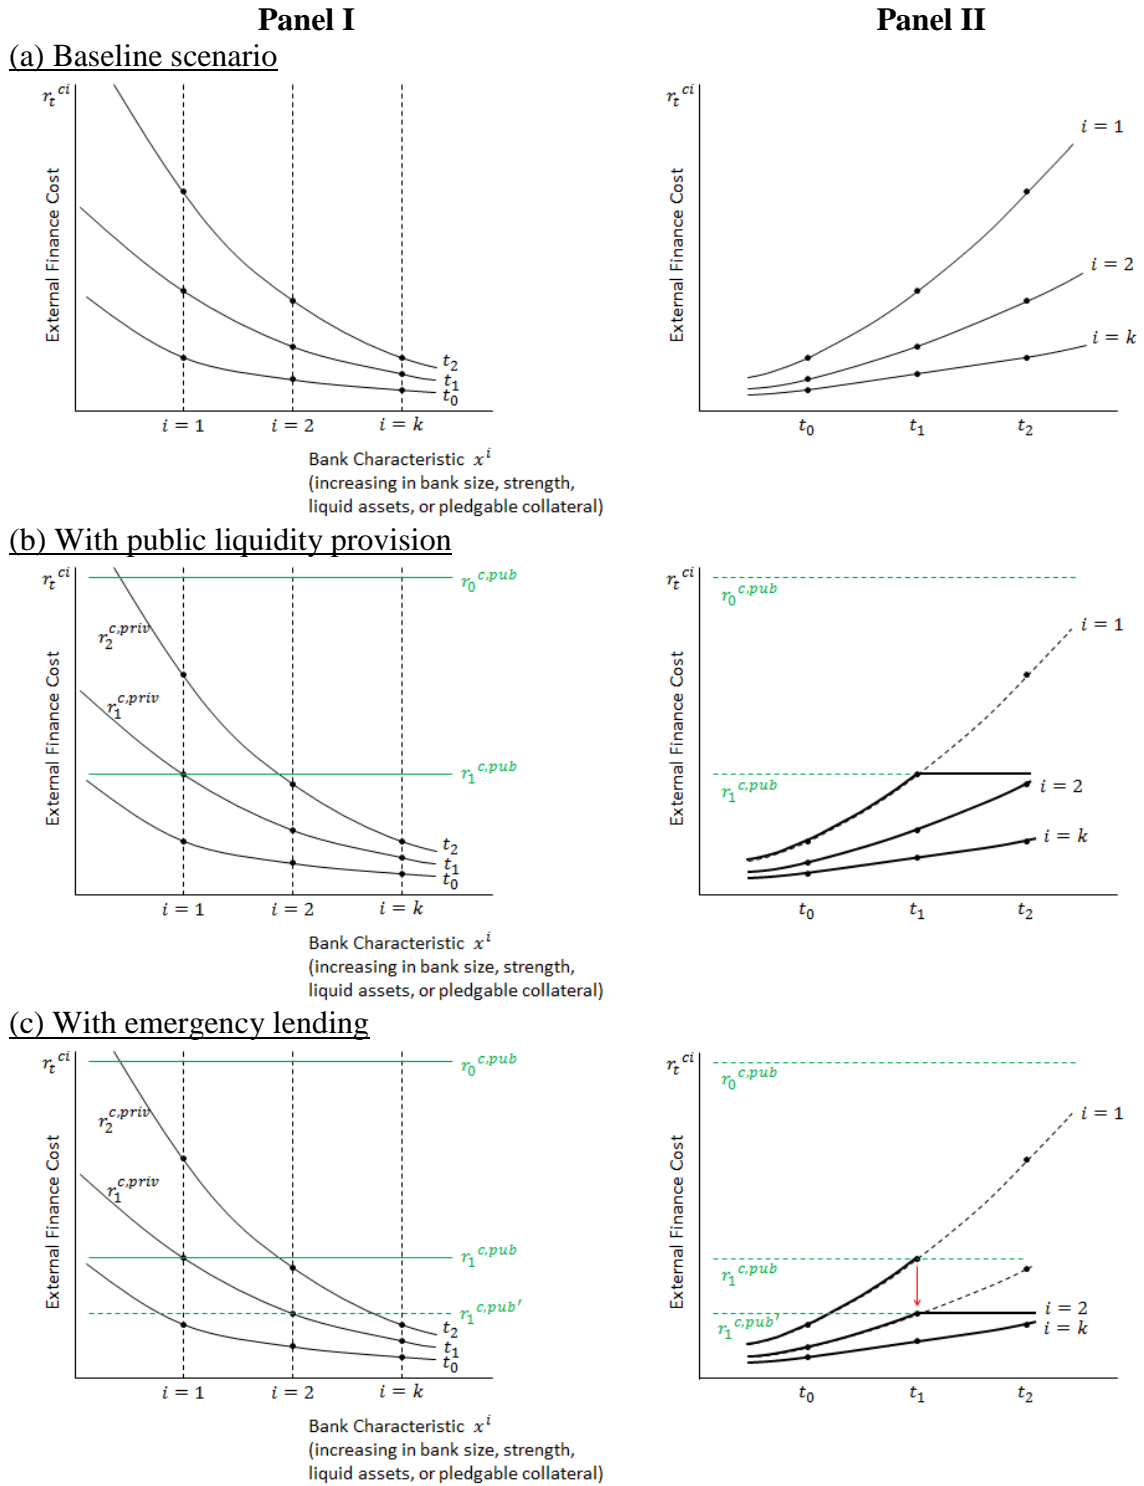 Panel I
Panel II
(a) Baseline scenario
r_t^{ci}
External Finance Cost
t_2
t_1
t_0
i = 1
i = 2
i = k
Bank Characteristic x^i
(increasing in bank size, strength,
liquid assets, or pledgable collateral)
r_t^{ci}
External Finance Cost
i = 1
i = 2
i = k
t_0
t_1
t_2
(b) With public liquidity provision
r_t^{ci}
External Finance Cost
r_0^{c,pub}
r_2^{c,priv}
r_1^{c,priv}
r_1^{c,pub}
t_2
t_1
t_0
i = 1
i = 2
i = k
Bank Characteristic x^i
(increasing in bank size, strength,
liquid assets, or pledgable collateral)
r_t^{ci}
External Finance Cost
r_0^{c,pub}
i = 1
r_1^{c,pub}
i = 2
i = k
t_0
t_1
t_2
(c) With emergency lending
r_t^{ci}
External Finance Cost
r_0^{c,pub}
r_2^{c,priv}
r_1^{c,priv}
r_1^{c,pub}
r_1^{c,pub'}
t_2
t_1
t_0
i = 1
i = 2
i = k
Bank Characteristic x^i
(increasing in bank size, strength,
liquid assets, or pledgable collateral)
r_t^{ci}
External Finance Cost
r_0^{c,pub}
i = 1
r_1^{c,pub}
r_1^{c,pub'}
i = 2
i = k
t_0
t_1
t_2